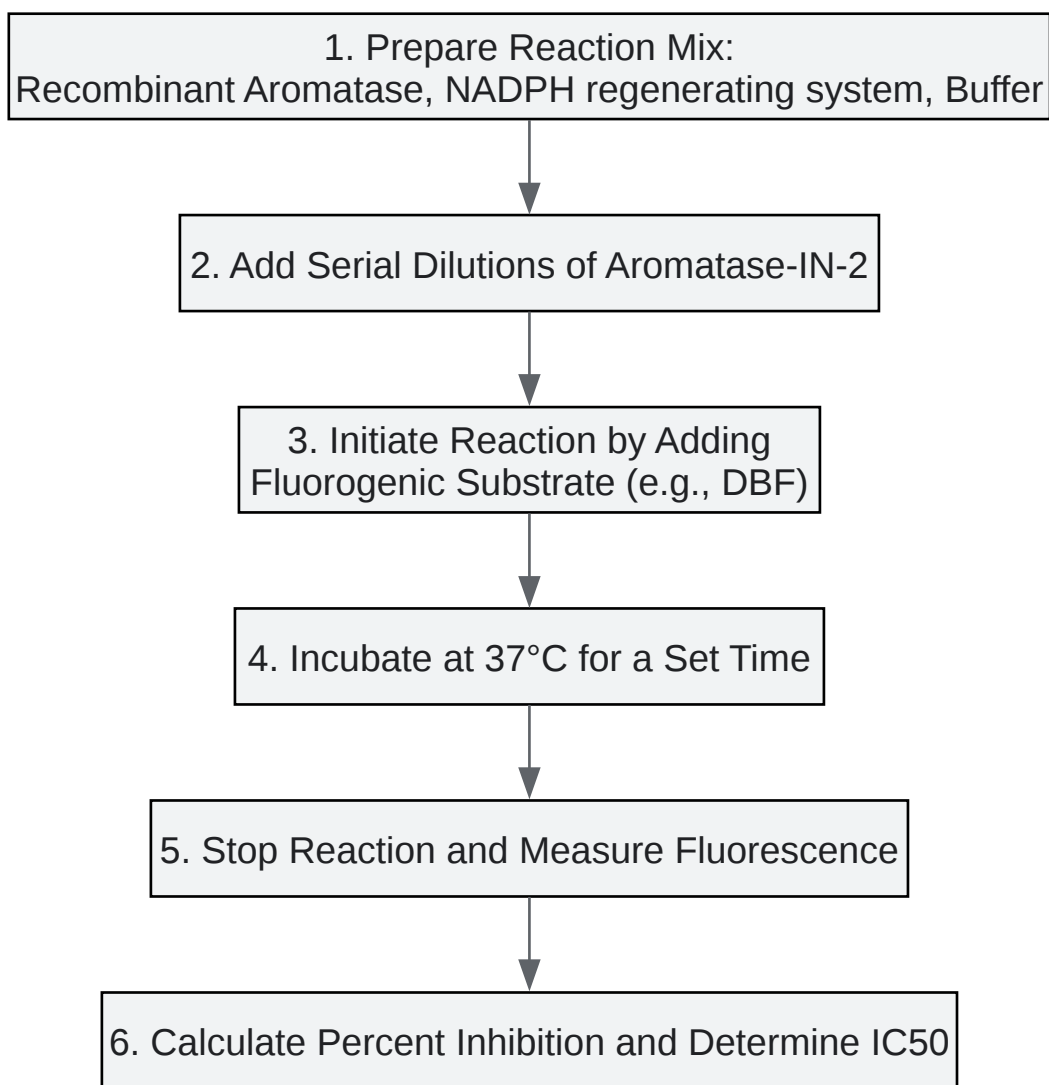 1. Prepare Reaction Mix:
Recombinant Aromatase, NADPH regenerating system, Buffer
2. Add Serial Dilutions of Aromatase-IN-2
3. Initiate Reaction by Adding
Fluorogenic Substrate (e.g., DBF)
4. Incubate at 37°C for a Set Time
5. Stop Reaction and Measure Fluorescence
6. Calculate Percent Inhibition and Determine IC50